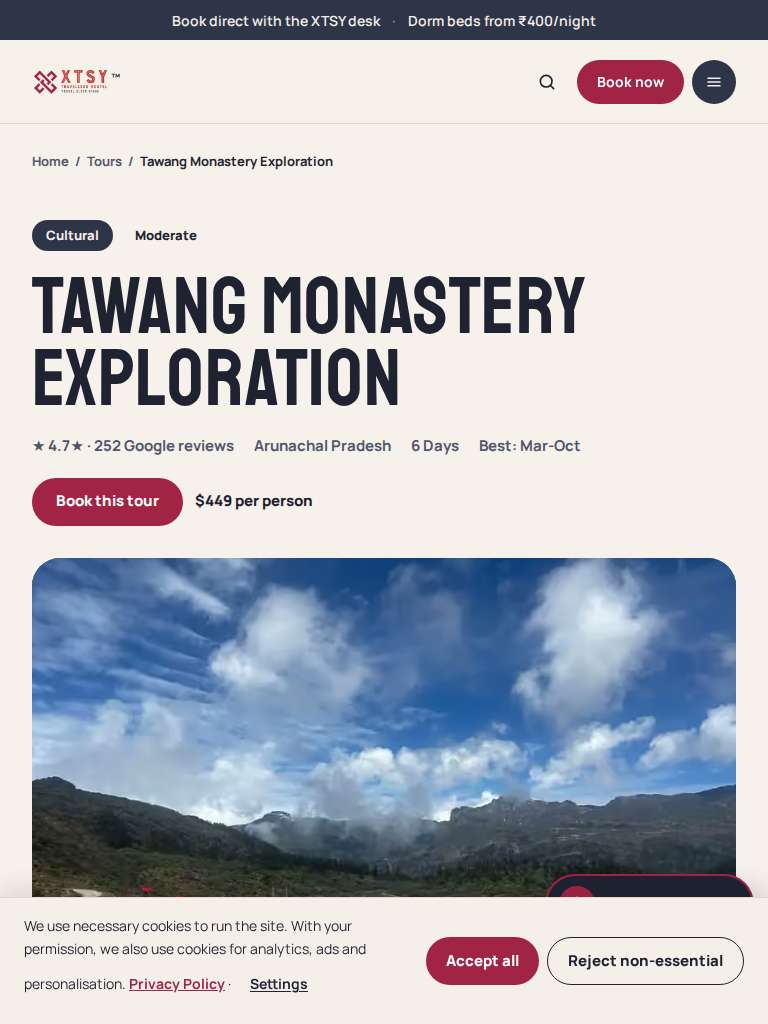 Book direct with the XTSY desk · Dorm beds from ₹400/night
XTSY™
TRAVELLERS HOSTEL
Book now
Home / Tours / Tawang Monastery Exploration
Cultural
Moderate
TAWANG MONASTERY
EXPLORATION
★ 4.7★ · 252 Google reviews Arunachal Pradesh 6 Days Best: Mar-Oct
Book this tour
$449 per person
We use necessary cookies to run the site. With your
permission, we also use cookies for analytics, ads and
personalisation. Privacy Policy · Settings
Accept all
Reject non-essential